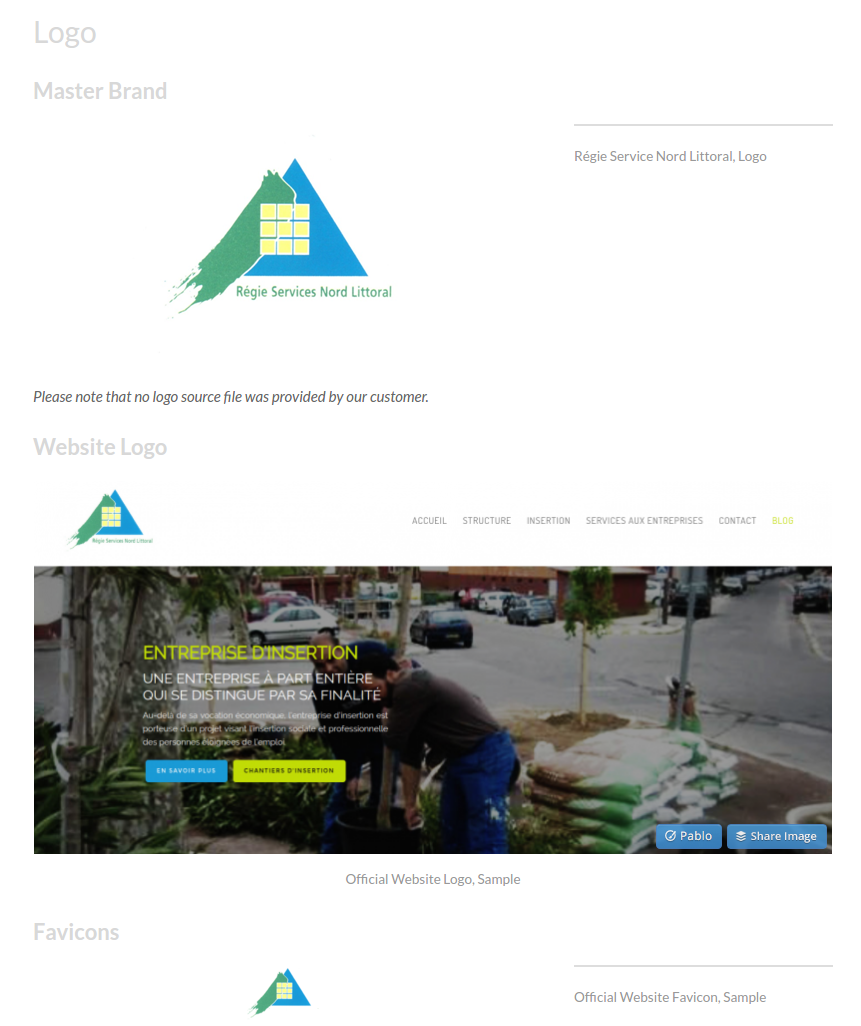 Logo
Master Brand
Régie Service Nord Littoral, Logo
Régie Services Nord Littoral
Please note that no logo source file was provided by our customer.
Website Logo
Régie Services Nord Littoral
ACCUEIL STRUCTURE INSERTION SERVICES AUX ENTREPRISES CONTACT BLOG
ENTREPRISE D'INSERTION
UNE ENTREPRISE À PART ENTIÈRE
QUI SE DISTINGUE PAR SA FINALITÉ
Au-delà de sa vocation économique, l'entreprise d'insertion est
porteuse d'un projet visant l'insertion sociale et professionnelle
des personnes éloignées de l'emploi.
EN SAVOIR PLUS CHANTIERS D'INSERTION
Pablo Share Image
Official Website Logo, Sample
Favicons
Official Website Favicon, Sample